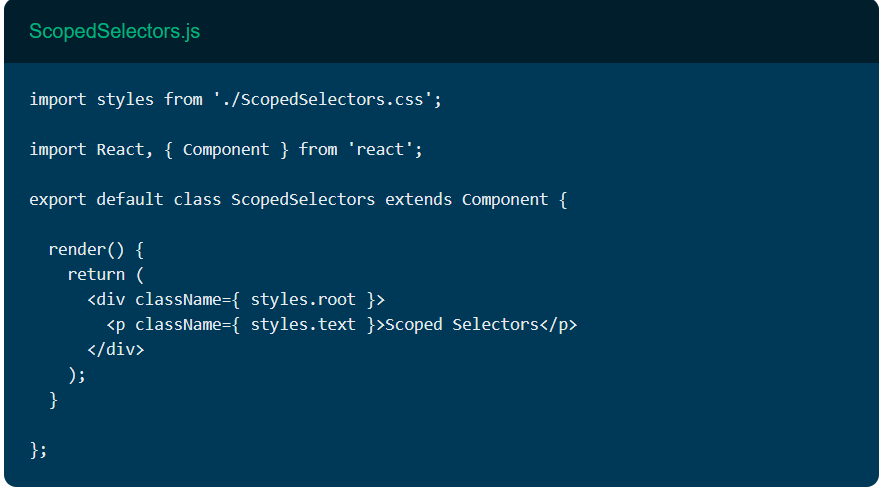 ScopedSelectors.js
import styles from './ScopedSelectors.css';
import React, { Component } from 'react';
export default class ScopedSelectors extends Component {
render() {
return (
<div className={ styles.root }>
<p className={ styles.text }>Scoped Selectors</p>
</div>
);
}
};